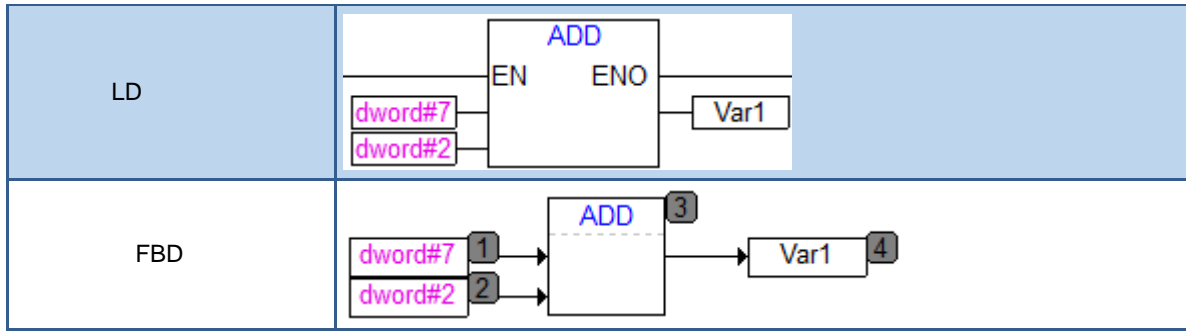 ADD
LD
EN ENO
dword#7 Var1
dword#2
ADD 3
FBD
dword#7 1 Var1 4
dword#2 2